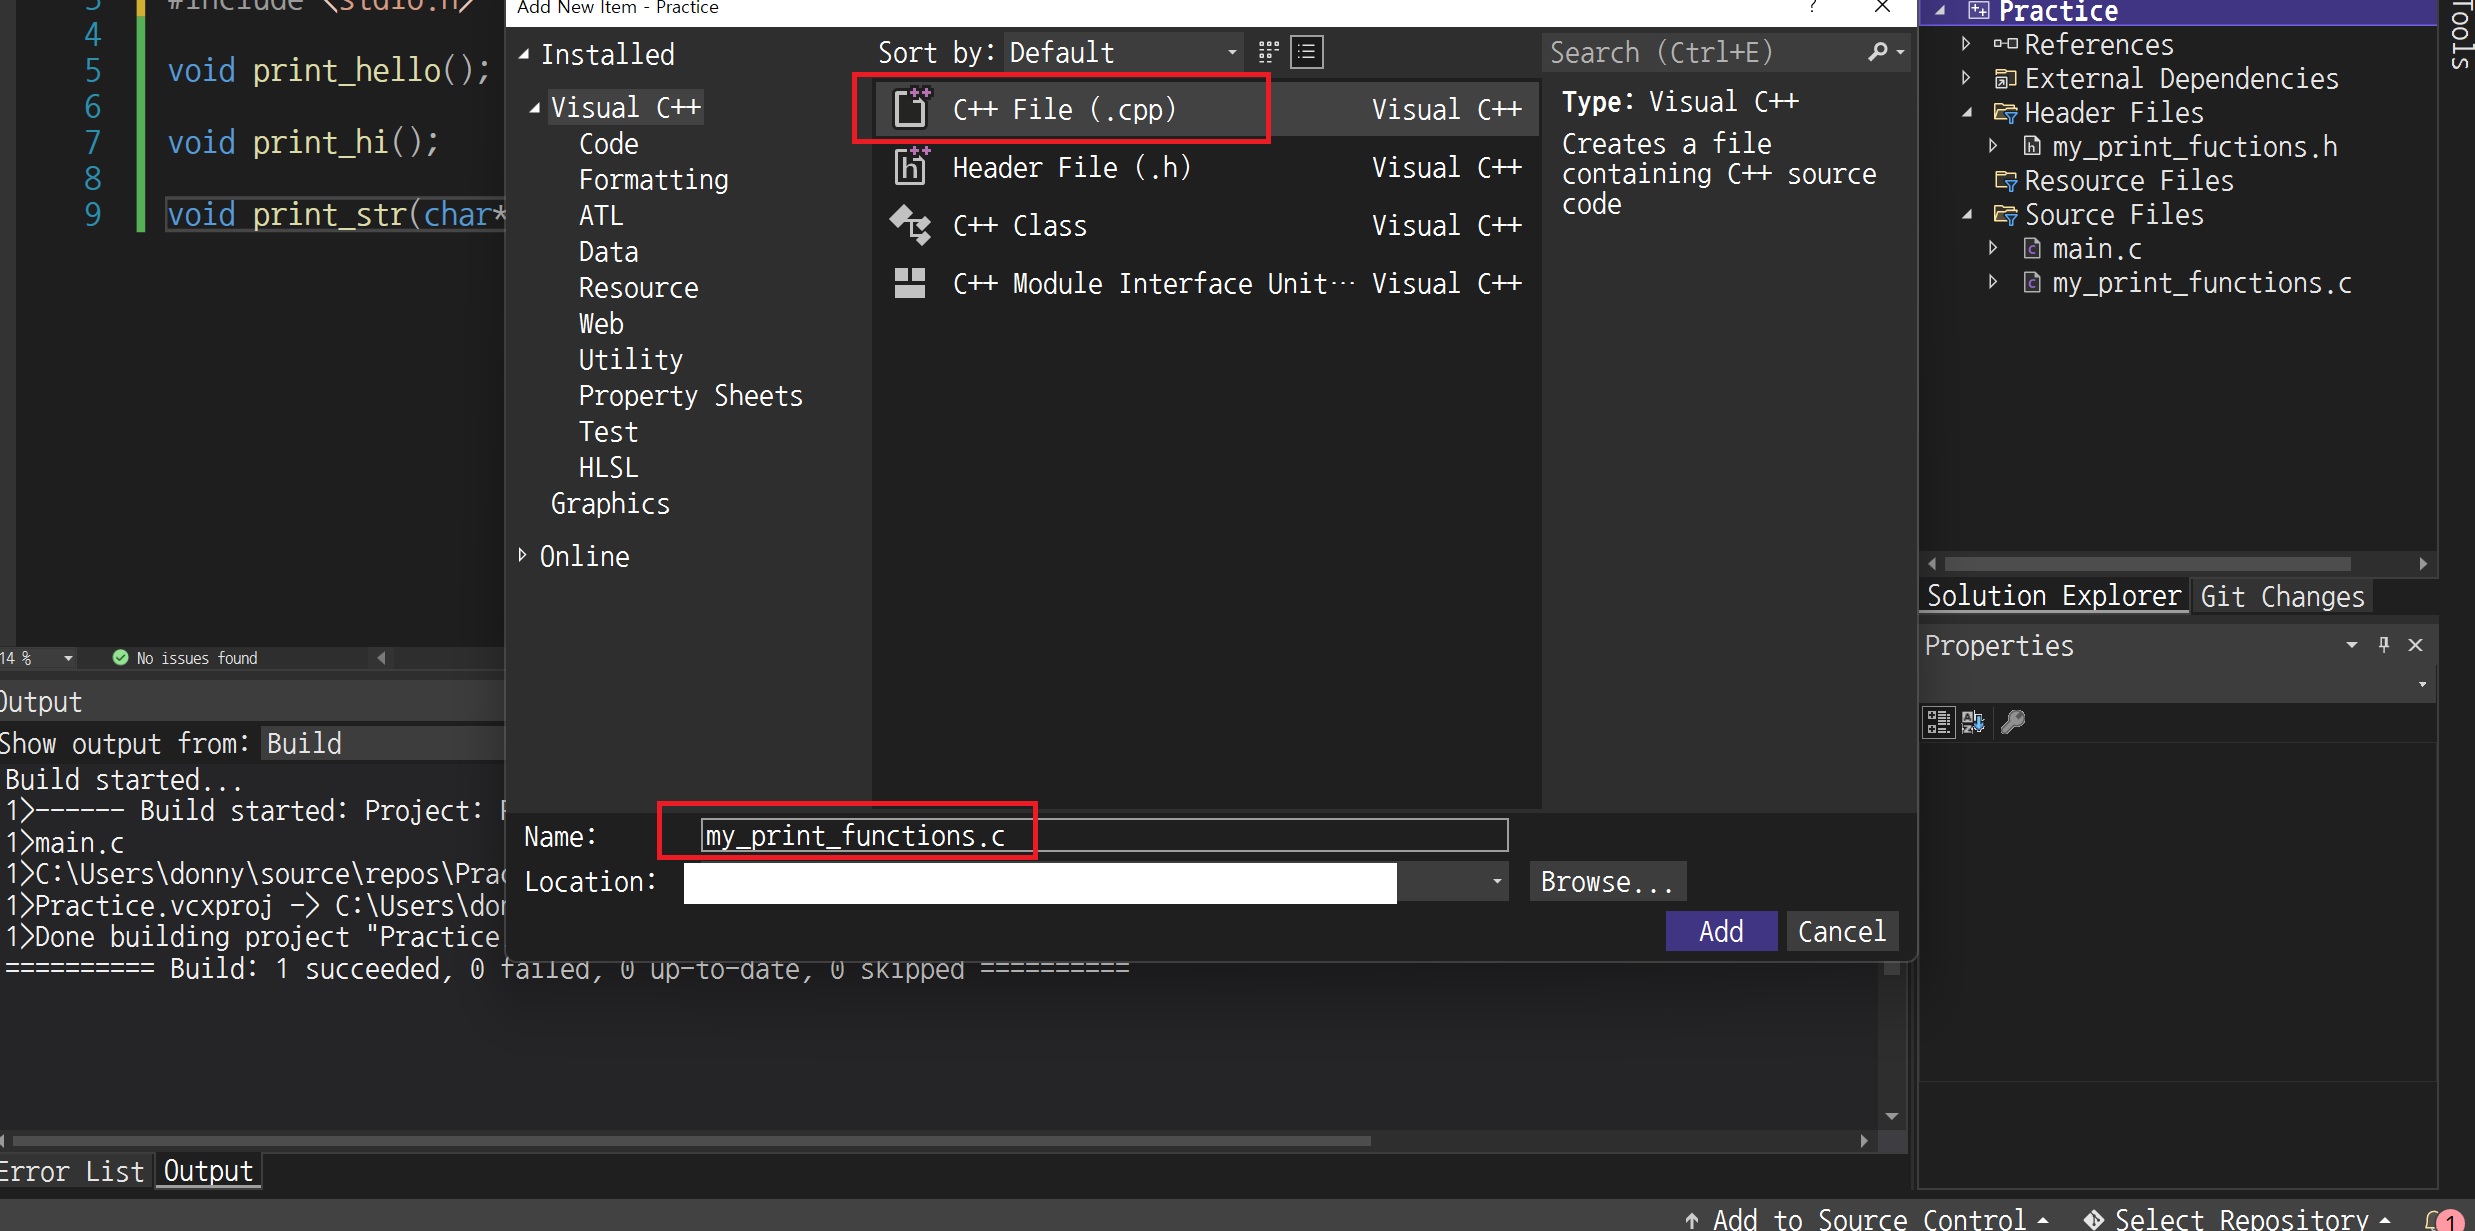 3
#include <stdio.h>
4
5 void print_hello();
6
7 void print_hi();
8
9 void print_str(char*
14 %
No issues found
Output
Show output from: Build
Build started...
1>------ Build started: Project:
1>main.c
1>C:\Users\donny\source\repos\Prac
1>Practice.vcxproj -> C:\Users\don
1>Done building project "Practice
========== Build: 1 succeeded, 0 failed, 0 up-to-date, 0 skipped ==========
Error List
Output
Add New Item - Practice
?
Installed
Visual C++
Code
Formatting
ATL
Data
Resource
Web
Utility
Property Sheets
Test
HLSL
Graphics
Online
Sort by: Default
C++ File (.cpp) Visual C++
Header File (.h) Visual C++
C++ Class Visual C++
C++ Module Interface Unit... Visual C++
Search (Ctrl+E)
Type: Visual C++
Creates a file
containing C++ source
code
Name: my_print_functions.c
Location:
Browse...
Add
Cancel
Practice
References
External Dependencies
Header Files
my_print_fuctions.h
Resource Files
Source Files
main.c
my_print_functions.c
Solution Explorer
Git Changes
Properties
Tools
Add to Source Control
Select Repository
1